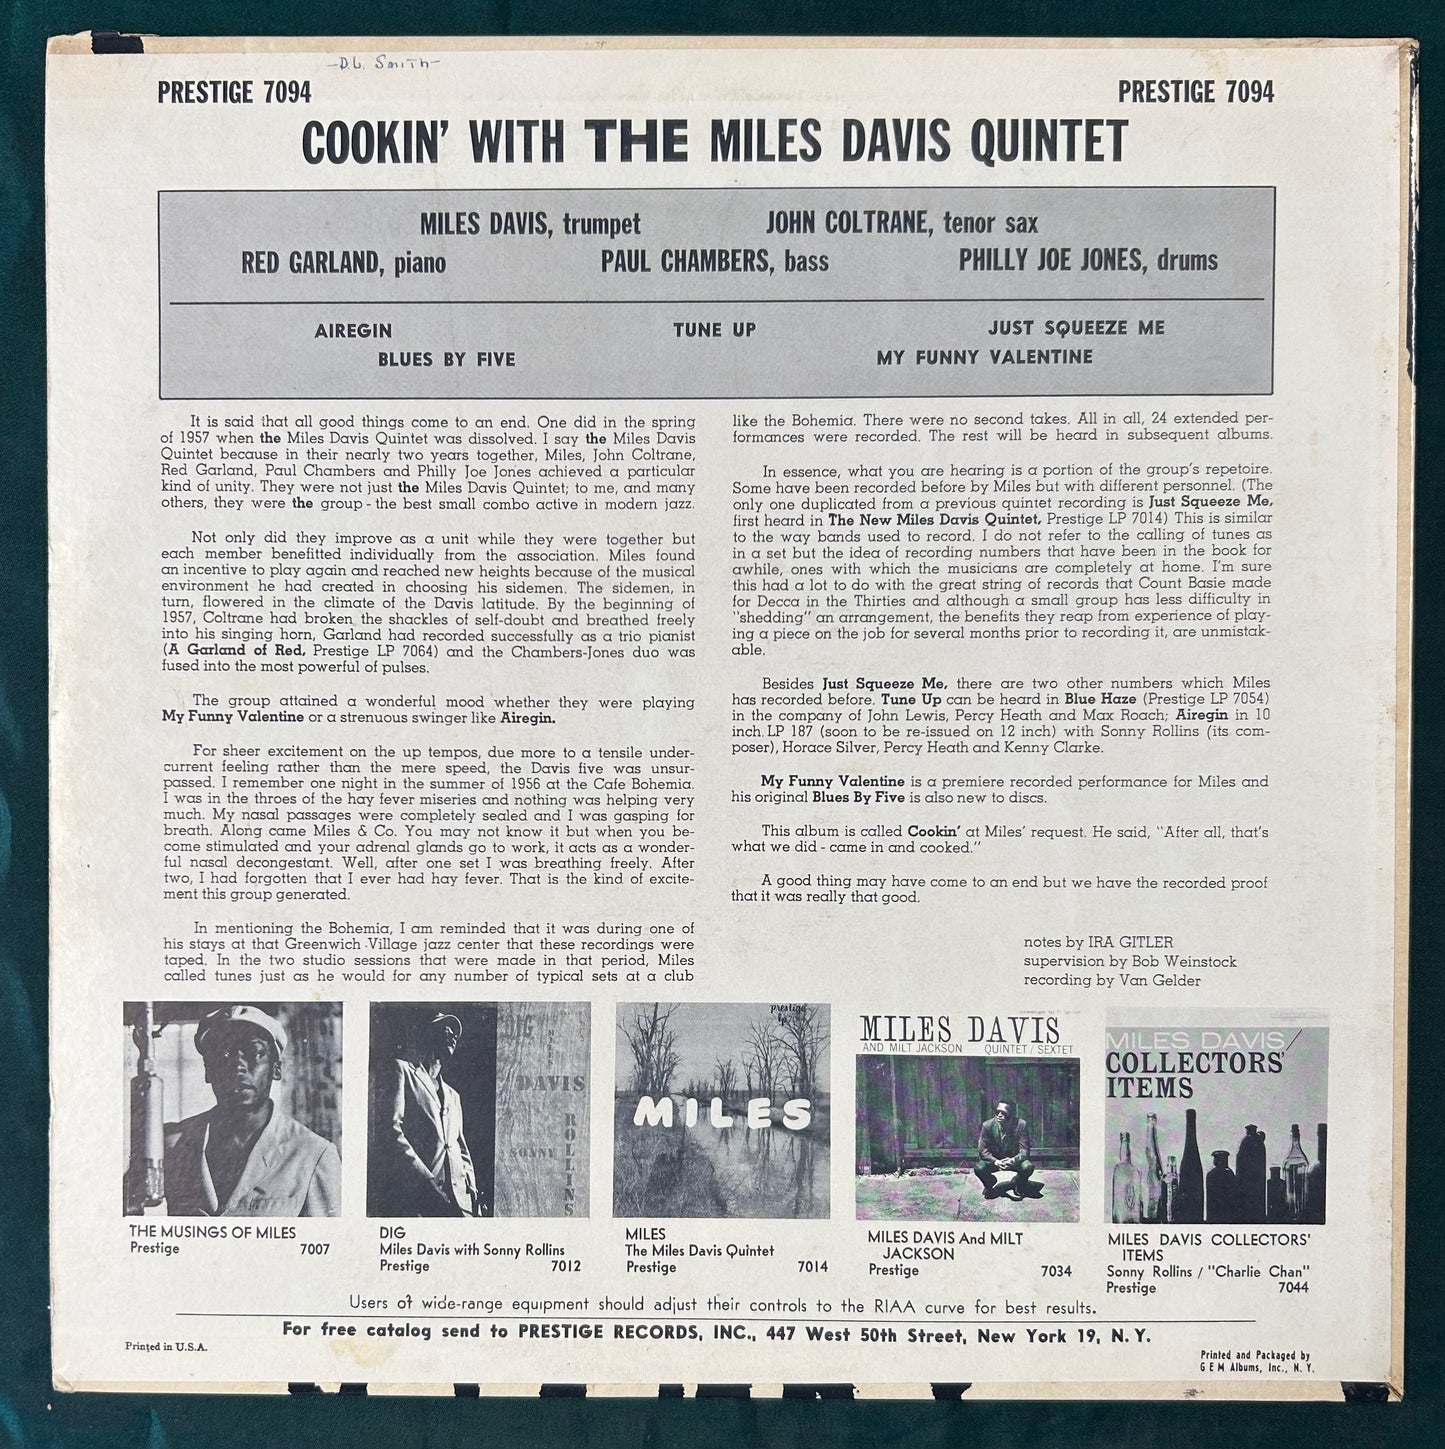 -D.L. Smith-
PRESTIGE 7094
PRESTIGE 7094
COOKIN' WITH THE MILES DAVIS QUINTET
MILES DAVIS, trumpet JOHN COLTRANE, tenor sax
RED GARLAND, piano PAUL CHAMBERS, bass PHILLY JOE JONES, drums
AIREGIN TUNE UP JUST SQUEEZE ME
BLUES BY FIVE MY FUNNY VALENTINE
It is said that all good things come to an end. One did in the spring
of 1957 when the Miles Davis Quintet was dissolved. I say the Miles Davis
Quintet because in their nearly two years together, Miles, John Coltrane,
Red Garland, Paul Chambers and Philly Joe Jones achieved a particular
kind of unity. They were not just the Miles Davis Quintet; to me, and many
others, they were the group - the best small combo active in modern jazz.
Not only did they improve as a unit while they were together but
each member benefitted individually from the association. Miles found
an incentive to play again and reached new heights because of the musical
environment he had created in choosing his sidemen. The sidemen, in
turn, flowered in the climate of the Davis latitude. By the beginning of
1957, Coltrane had broken the shackles of self-doubt and breathed freely
into his singing horn, Garland had recorded successfully as a trio pianist
(A Garland of Red, Prestige LP 7064) and the Chambers-Jones duo was
fused into the most powerful of pulses.
The group attained a wonderful mood whether they were playing
My Funny Valentine or a strenuous swinger like Airegin.
For sheer excitement on the up tempos, due more to a tensile under-
current feeling rather than the mere speed, the Davis five was unsur-
passed. I remember one night in the summer of 1956 at the Cafe Bohemia.
I was in the throes of the hay fever miseries and nothing was helping very
much. My nasal passages were completely sealed and I was gasping for
breath. Along came Miles & Co. You may not know it but when you be-
come stimulated and your adrenal glands go to work, it acts as a wonder-
ful nasal decongestant. Well, after one set I was breathing freely. After
two, I had forgotten that I ever had hay fever. That is the kind of excite-
ment this group generated.
In mentioning the Bohemia, I am reminded that it was during one of
his stays at that Greenwich Village jazz center that these recordings were
taped. In the two studio sessions that were made in that period, Miles
called tunes just as he would for any number of typical sets at a club
like the Bohemia. There were no second takes. All in all, 24 extended per-
formances were recorded. The rest will be heard in subsequent albums.
In essence, what you are hearing is a portion of the group's repetoire.
Some have been recorded before by Miles but with different personnel. (The
only one duplicated from a previous quintet recording is Just Squeeze Me,
first heard in The New Miles Davis Quintet, Prestige LP 7014) This is similar
to the way bands used to record. I do not refer to the calling of tunes as
in a set but the idea of recording numbers that have been in the book for
awhile, ones with which the musicians are completely at home. I'm sure
this had a lot to do with the great string of records that Count Basie made
for Decca in the Thirties and although a small group has less difficulty in
"shedding" an arrangement, the benefits they reap from experience of play-
ing a piece on the job for several months prior to recording it, are unmistak-
able.
Besides Just Squeeze Me, there are two other numbers which Miles
has recorded before. Tune Up can be heard in Blue Haze (Prestige LP 7054)
in the company of John Lewis, Percy Heath and Max Roach; Airegin in 10
inch LP 187 (soon to be re-issued on 12 inch) with Sonny Rollins (its com-
poser), Horace Silver, Percy Heath and Kenny Clarke.
My Funny Valentine is a premiere recorded performance for Miles and
his original Blues By Five is also new to discs.
This album is called Cookin' at Miles' request. He said, "After all, that's
what we did - came in and cooked."
A good thing may have come to an end but we have the recorded proof
that it was really that good.
notes by IRA GITLER
supervision by Bob Weinstock
recording by Van Gelder
DIG
MILES
DAVIS
SONNY
ROLLINS
prestige
lp
MILES
MILES DAVIS
AND MILT JACKSON QUINTET / SEXTET
MILES DAVIS
COLLECTORS'
ITEMS
THE MUSINGS OF MILES
Prestige 7007
DIG
Miles Davis with Sonny Rollins
Prestige 7012
MILES
The Miles Davis Quintet
Prestige 7014
MILES DAVIS And MILT
JACKSON
Prestige 7034
MILES DAVIS COLLECTORS'
ITEMS
Sonny Rollins / "Charlie Chan"
Prestige 7044
Users of wide-range equipment should adjust their controls to the RIAA curve for best results.
For free catalog send to PRESTIGE RECORDS, INC., 447 West 50th Street, New York 19, N. Y.
Printed in U.S.A.
Printed and Packaged by
G E M Albums, Inc., N. Y.